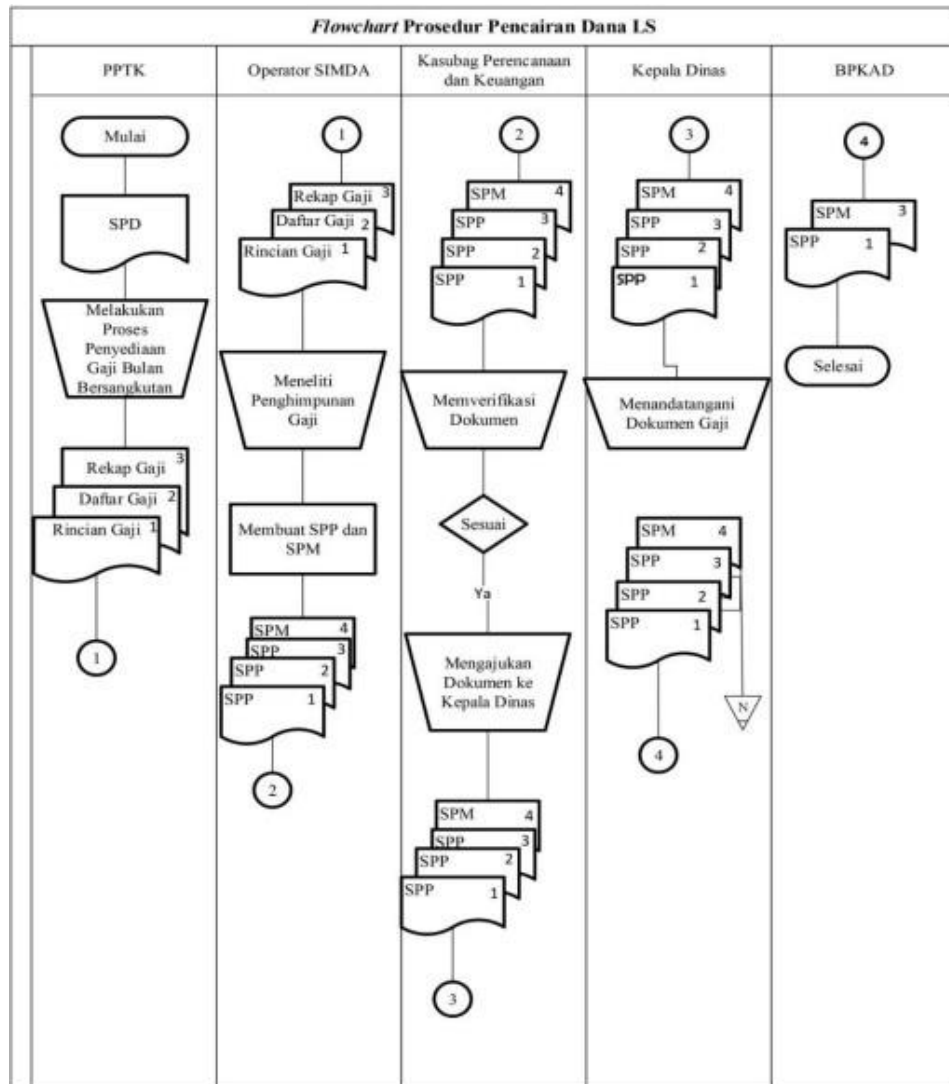 Flowchart Prosedur Pencairan Dana LS
PPTK
Operator SIMDA
Kasubag Perencanaan
dan Keuangan
Kepala Dinas
BPKAD
Mulai
SPD
Melakukan
Proses
Penyediaan
Gaji Bulan
Bersangkutan
Rekap Gaji 3
Daftar Gaji 2
Rincian Gaji 1
1
1
Rekap Gaji 3
Daftar Gaji 2
Rincian Gaji 1
Meneliti
Penghimpunan
Gaji
Membuat SPP dan
SPM
SPM 4
SPP 3
SPP 2
SPP 1
2
2
SPM 4
SPP 3
SPP 2
SPP 1
Memverifikasi
Dokumen
Sesuai
Ya
Mengajukan
Dokumen ke
Kepala Dinas
SPM 4
SPP 3
SPP 2
SPP 1
3
3
SPM 4
SPP 3
SPP 2
SPP 1
Menandatangani
Dokumen Gaji
SPM 4
SPP 3
SPP 2
SPP 1
N
4
4
SPM 3
SPP 1
Selesai